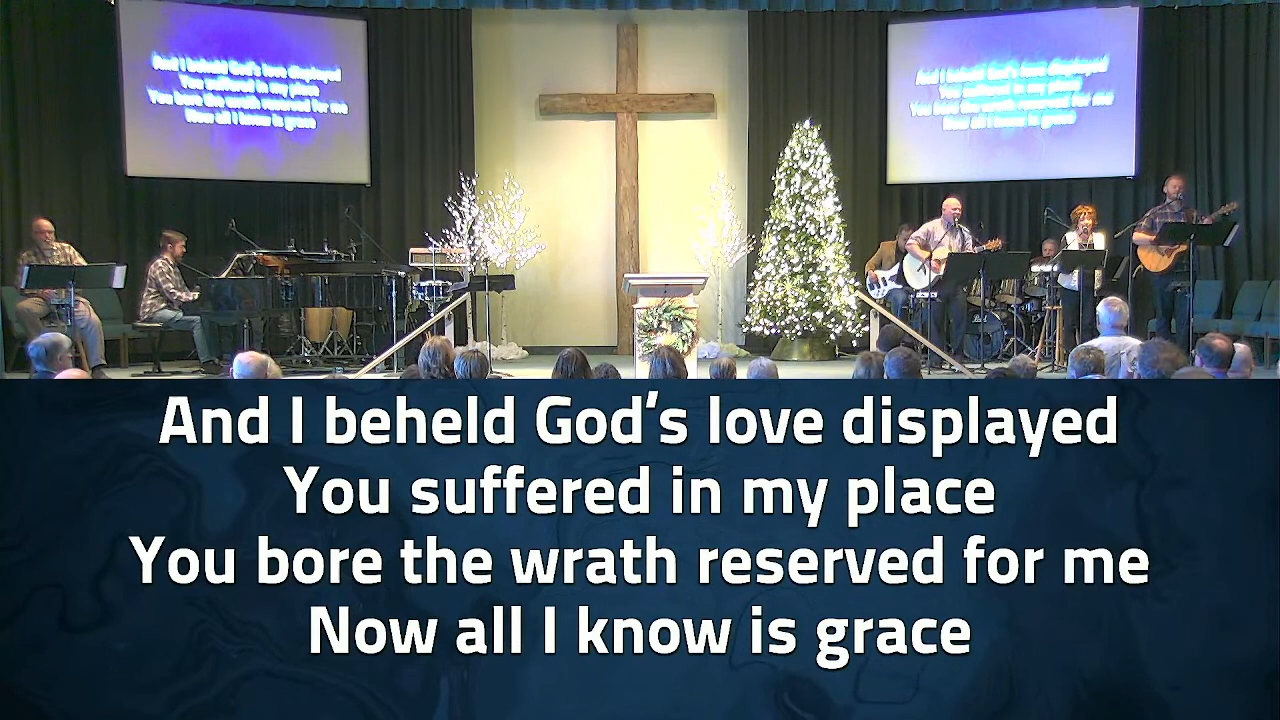 And I beheld God's love displayed
You suffered in my place
You bore the wrath reserved for me
Now all I know is grace
And I beheld God's love displayed
You suffered in my place
You bore the wrath reserved for me
Now all I know is grace
And I beheld God's love displayed
You suffered in my place
You bore the wrath reserved for me
Now all I know is grace